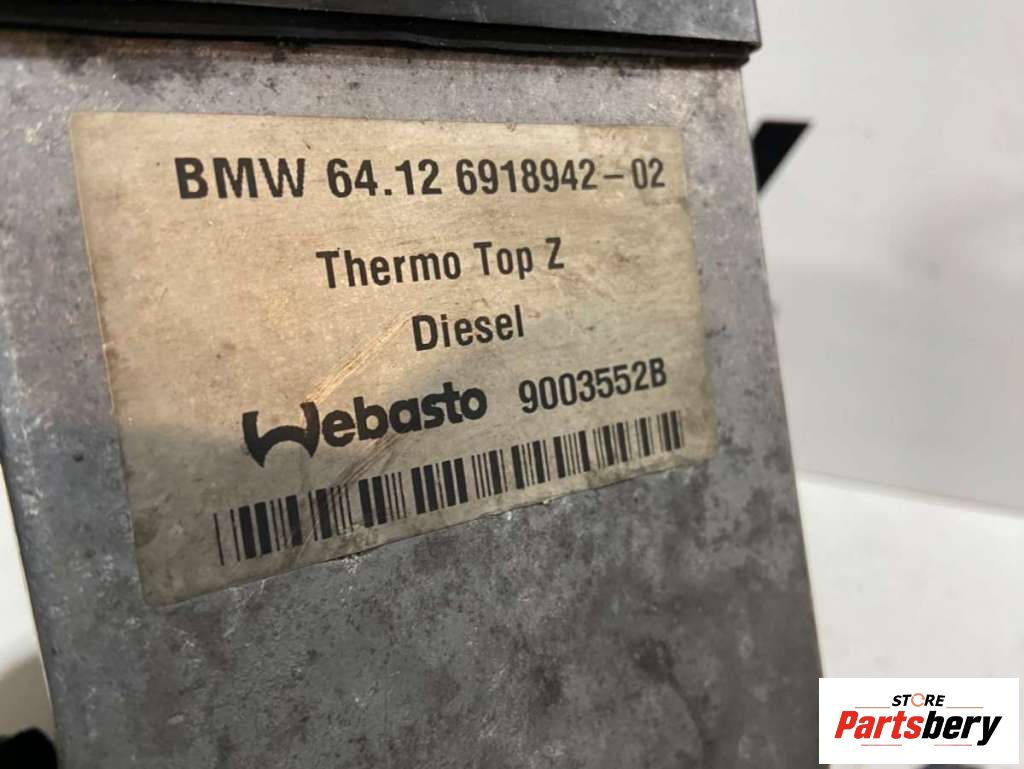 BMW 64.12 6918942-02
Thermo Top Z
Diesel
Webasto 9003552B
STORE
Partsbery